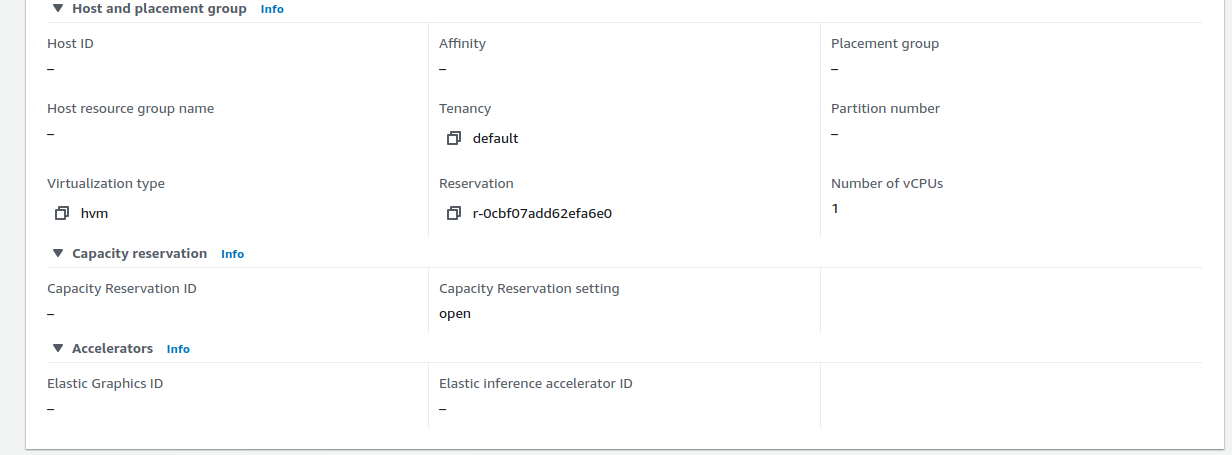 Host and placement group Info
Host ID Affinity Placement group
– – –
Host resource group name Tenancy Partition number
– default –
Virtualization type Reservation Number of vCPUs
hvm r-0cbf07add62efa6e0 1
Capacity reservation Info
Capacity Reservation ID Capacity Reservation setting
– open
Accelerators Info
Elastic Graphics ID Elastic inference accelerator ID
– –